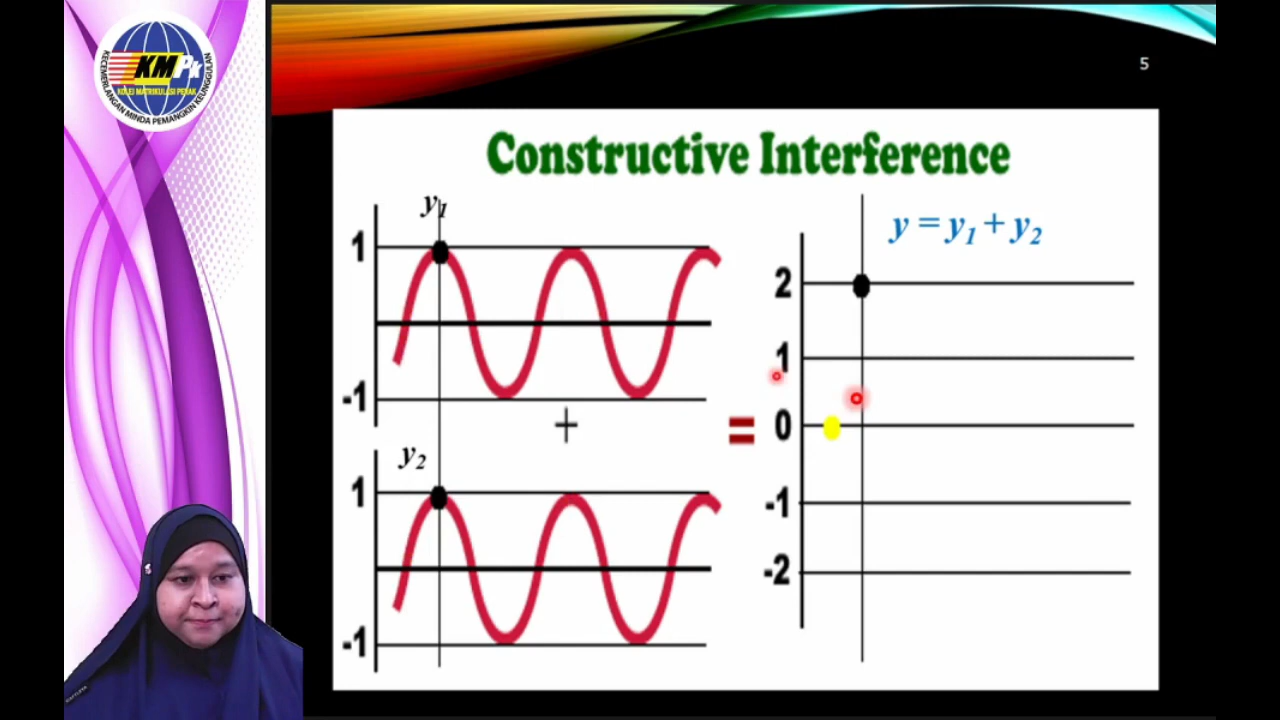 KMPk
KOLEJ MATRIKULASI PERAK
KECEMERLANGAN MINDA PEMANGKIN KEUNGGULAN
5
Constructive Interference
y1
1
-1
+
y2
1
-1
=
y = y1 + y2
2
1
0
-1
-2